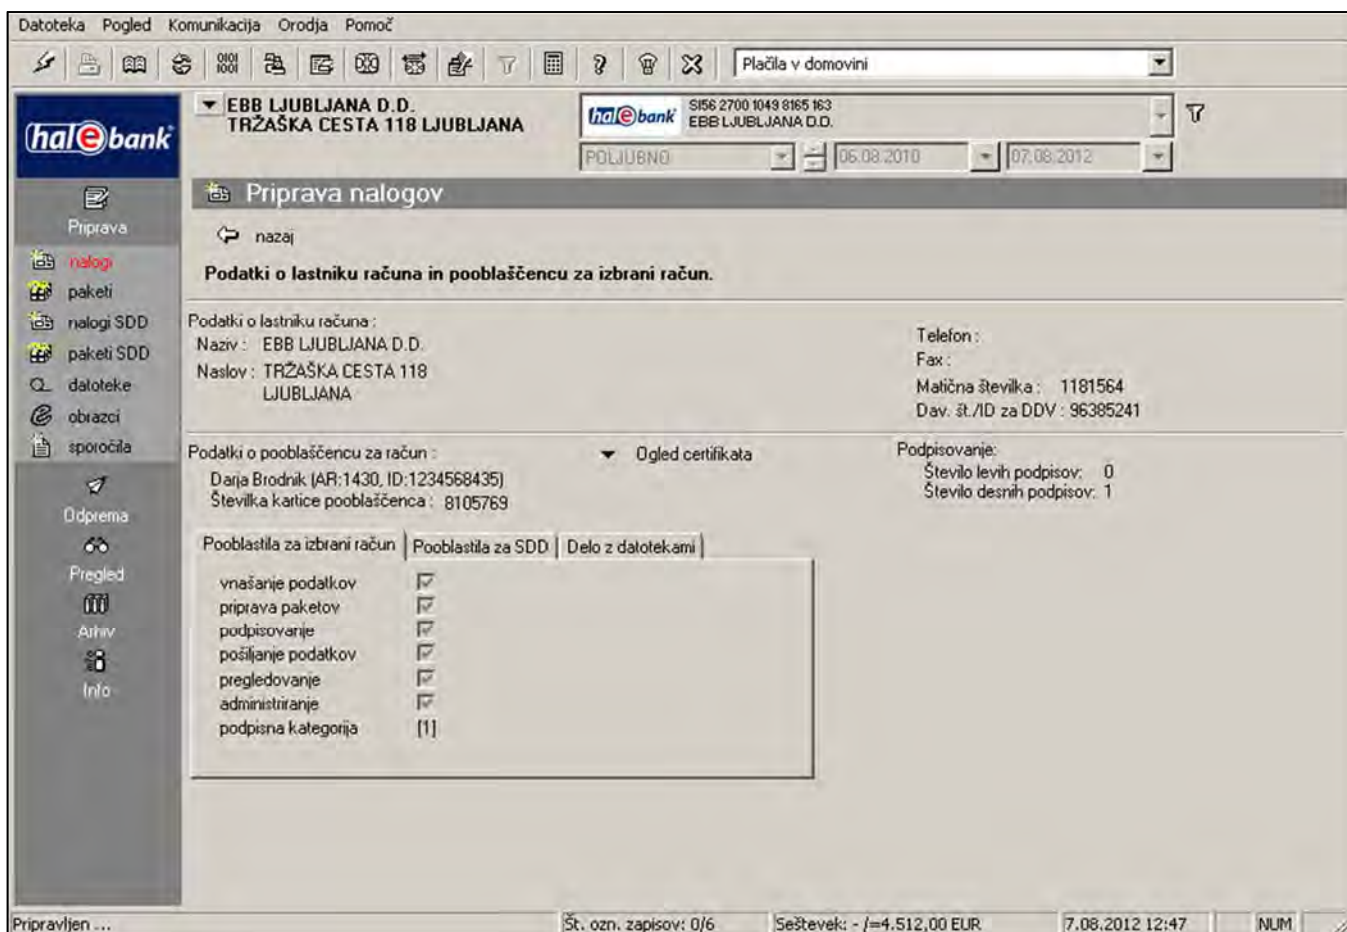 Datoteka Pogled Komunikacija Orodja Pomoč
Plačila v domovini
hal e bank
EBB LJUBLJANA D.D.
TRŽAŠKA CESTA 118 LJUBLJANA
hal e bank
SI56 2700 1049 8165 163
EBB LJUBLJANA D.D.
POLJUBNO 06.08.2010 07.08.2012
Priprava
nalogi
paketi
nalogi SDD
paketi SDD
datoteke
obrazci
sporočila
Odprema
Pregled
Arhiv
Info
Priprava nalogov
nazaj
Podatki o lastniku računa in pooblaščencu za izbrani račun.
Podatki o lastniku računa :
Naziv : EBB LJUBLJANA D.D.
Naslov : TRŽAŠKA CESTA 118
LJUBLJANA
Telefon :
Fax :
Matična številka : 1181564
Dav. št./ID za DDV : 96385241
Podatki o pooblaščencu za račun :
Darja Brodnik (AR:1430, ID:1234568435)
Številka kartice pooblaščenca : 8105769
Ogled certifikata
Podpisovanje:
Število levih podpisov: 0
Število desnih podpisov: 1
Pooblastila za izbrani račun Pooblastila za SDD Delo z datotekami
vnašanje podatkov
priprava paketov
podpisovanje
pošiljanje podatkov
pregledovanje
administriranje
podpisna kategorija [1]
Pripravljen ... Št. ozn. zapisov: 0/6 Seštevek: - /=4.512,00 EUR 7.08.2012 12:47 NUM